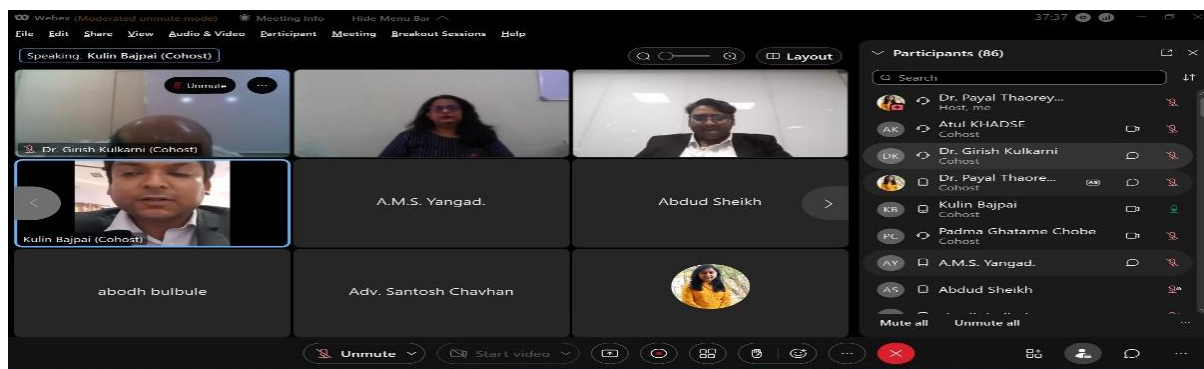 Webex (Moderated unmute mode) Meeting Info Hide Menu Bar 37:37
File Edit Share View Audio & Video Participant Meeting Breakout Sessions Help
Speaking: Kulin Bajpai (Cohost)
Layout
Unmute
Dr. Girish Kulkarni (Cohost)
Kulin Bajpai (Cohost)
A.M.S. Yangad.
Abdud Sheikh
abodh bulbule
Adv. Santosh Chavhan
Participants (86)
Search
Dr. Payal Thaorey...
Host, me
AK Atul KHADSE
Cohost
DK Dr. Girish Kulkarni
Cohost
Dr. Payal Thaore...
Cohost
KB Kulin Bajpai
Cohost
PC Padma Ghatame Chobe
Cohost
AY A.M.S. Yangad.
AS Abdud Sheikh
Mute all Unmute all
Unmute Start video